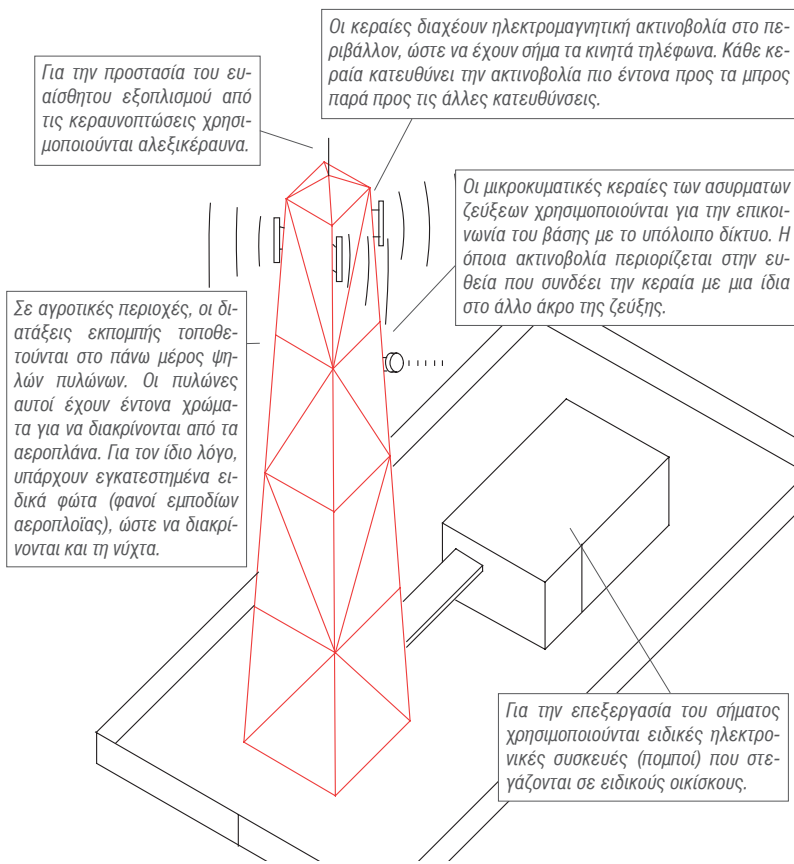 Οι κεραίες διαχέουν ηλεκτρομαγνητική ακτινοβολία στο πε-
ριβάλλον, ώστε να έχουν σήμα τα κινητά τηλέφωνα. Κάθε κε-
ραία κατευθύνει την ακτινοβολία πιο έντονα προς τα μπρος
παρά προς τις άλλες κατευθύνσεις.
Για την προστασία του ευ-
αίσθητου εξοπλισμού από
τις κεραυνοπτώσεις χρησι-
μοποιούνται αλεξικέραυνα.
Οι μικροκυματικές κεραίες των ασυρματων
ζεύξεων χρησιμοποιούνται για την επικοι-
νωνία του βάσης με το υπόλοιπο δίκτυο. Η
όποια ακτινοβολία περιορίζεται στην ευ-
θεία που συνδέει την κεραία με μια ίδια
στο άλλο άκρο της ζεύξης.
Σε αγροτικές περιοχές, οι δι-
ατάξεις εκπομπής τοποθε-
τούνται στο πάνω μέρος ψη-
λών πυλώνων. Οι πυλώνες
αυτοί έχουν έντονα χρώμα-
τα για να διακρίνονται από τα
αεροπλάνα. Για τον ίδιο λόγο,
υπάρχουν εγκατεστημένα ει-
δικά φώτα (φανοί εμποδίων
αεροπλοϊας), ώστε να διακρί-
νονται και τη νύχτα.
Για την επεξεργασία του σήματος
χρησιμοποιούνται ειδικές ηλεκτρο-
νικές συσκευές (πομποί) που στε-
γάζονται σε ειδικούς οικίσκους.